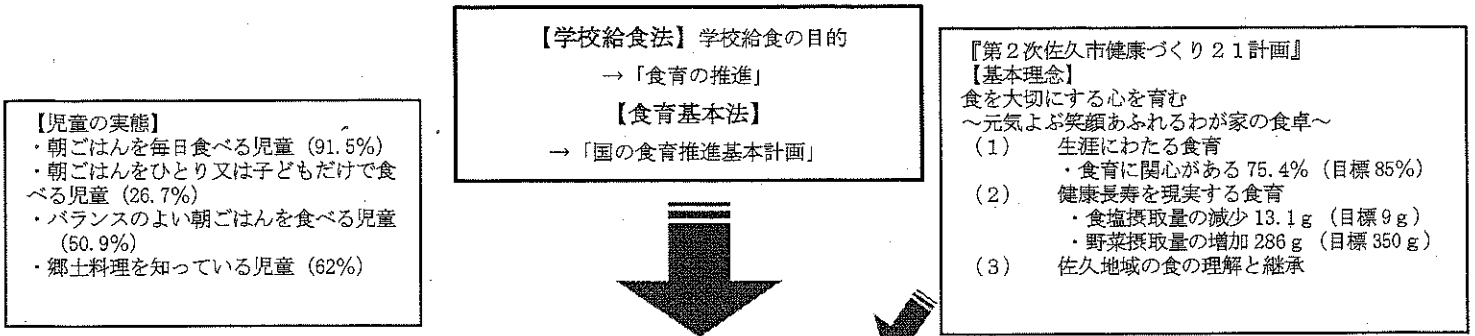 【学校給食法】学校給食の目的
→「食育の推進」
【食育基本法】
→「国の食育推進基本計画」
【児童の実態】
・朝ごはんを毎日食べる児童（91.5%）
・朝ごはんをひとり又は子どもだけで食
べる児童（26.7%）
・バランスのよい朝ごはんを食べる児童
（50.9%）
・郷土料理を知っている児童（62%）
『第２次佐久市健康づくり２１計画』
【基本理念】
食を大切にする心を育む
～元気よぶ笑顔あふれるわが家の食卓～
（１）　生涯にわたる食育
・食育に関心がある 75.4%（目標 85%）
（２）　健康長寿を現実する食育
・食塩摂取量の減少 13.1ｇ（目標９ｇ）
・野菜摂取量の増加 286ｇ（目標 350ｇ）
（３）　佐久地域の食の理解と継承